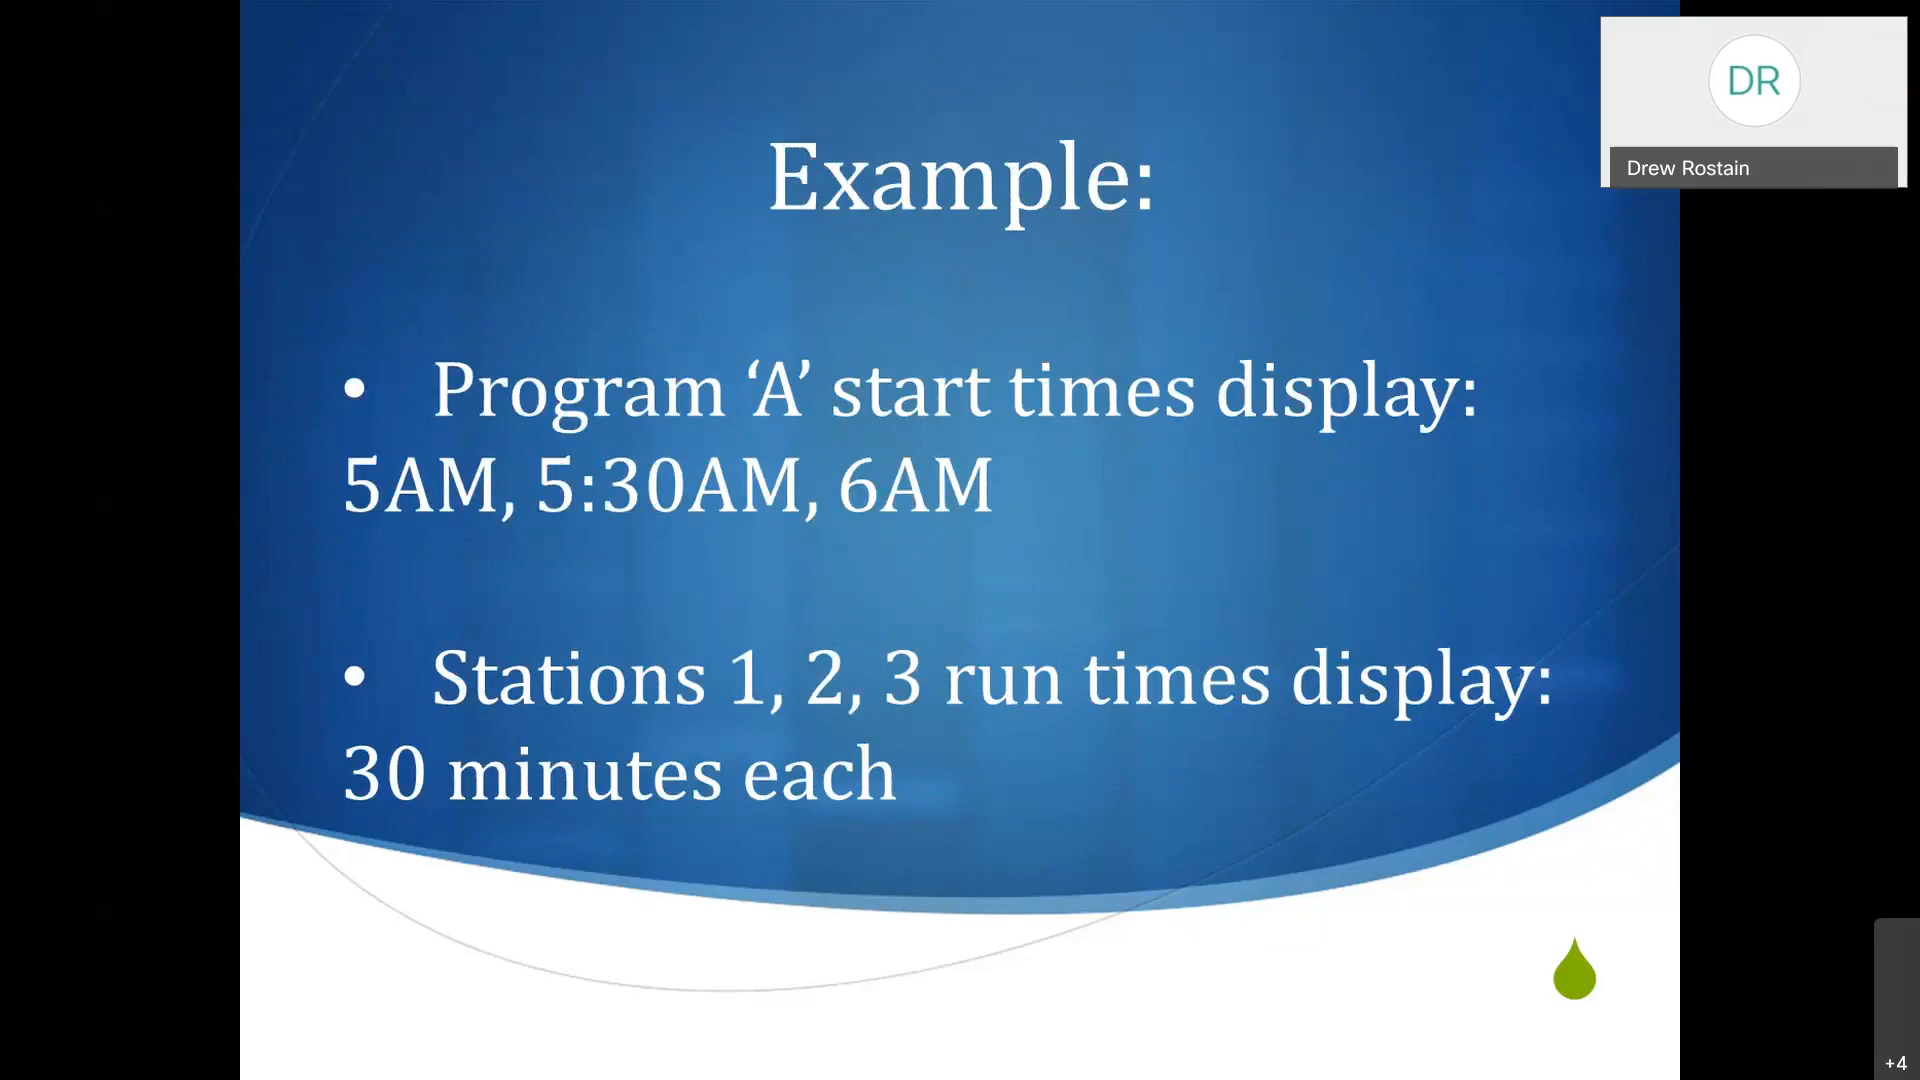 Example:
• Program ‘A’ start times display:
5AM, 5:30AM, 6AM
• Stations 1, 2, 3 run times display:
30 minutes each
DR
Drew Rostain
+4